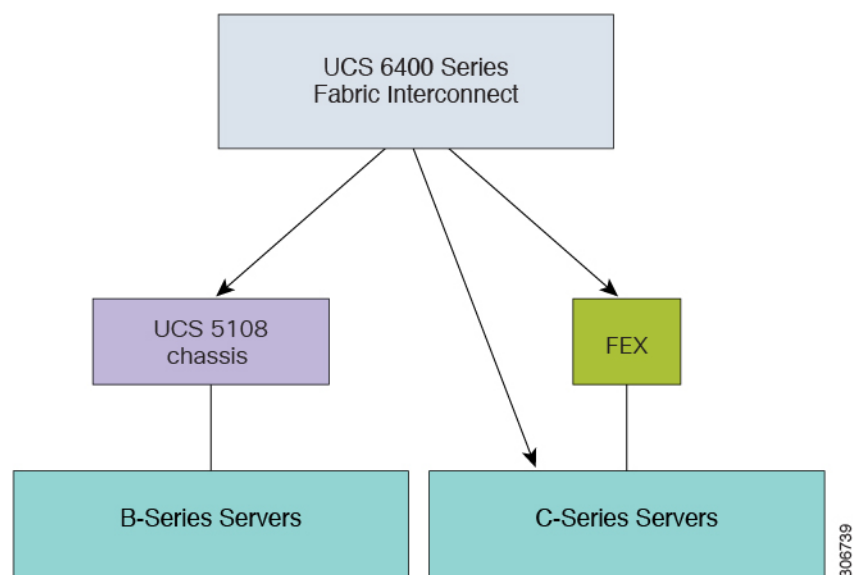 UCS 6400 Series
Fabric Interconnect
UCS 5108
chassis
FEX
B-Series Servers
C-Series Servers
306739